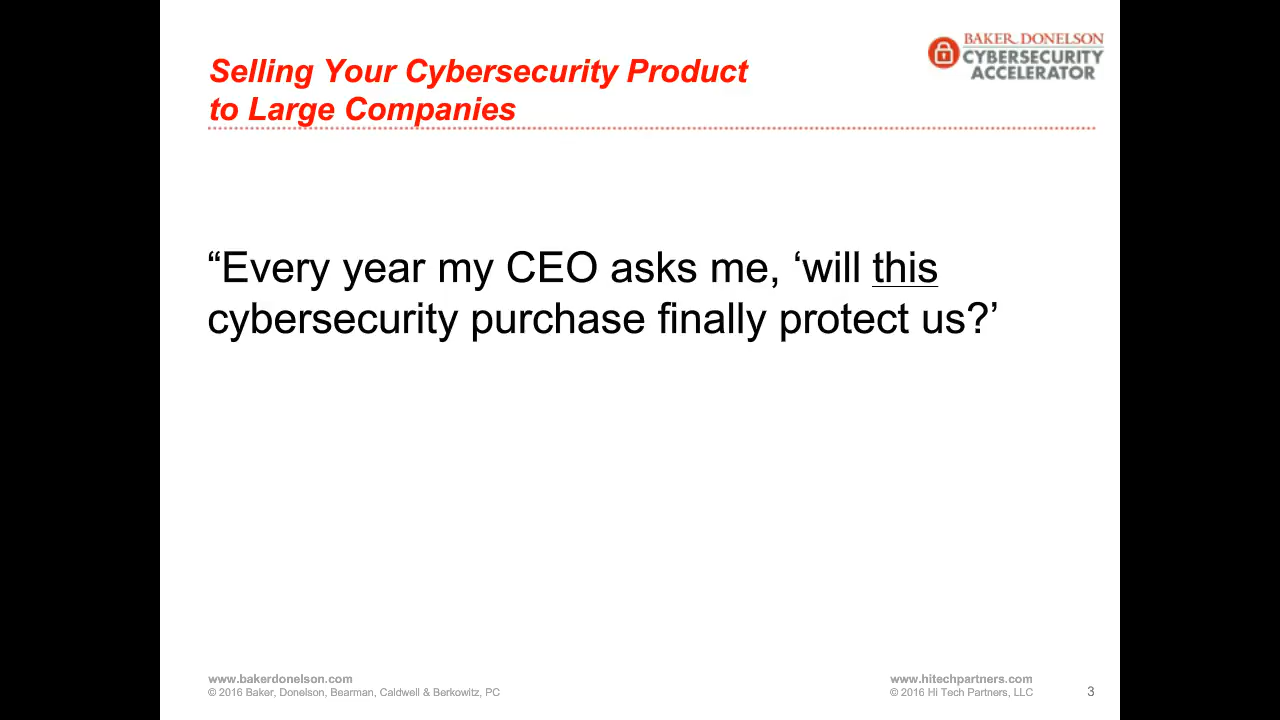 Selling Your Cybersecurity Product
to Large Companies
BAKER DONELSON
CYBERSECURITY
ACCELERATOR
“Every year my CEO asks me, ‘will this
cybersecurity purchase finally protect us?’
www.bakerdonelson.com
© 2016 Baker, Donelson, Bearman, Caldwell & Berkowitz, PC
www.hitechpartners.com
© 2016 Hi Tech Partners, LLC
3